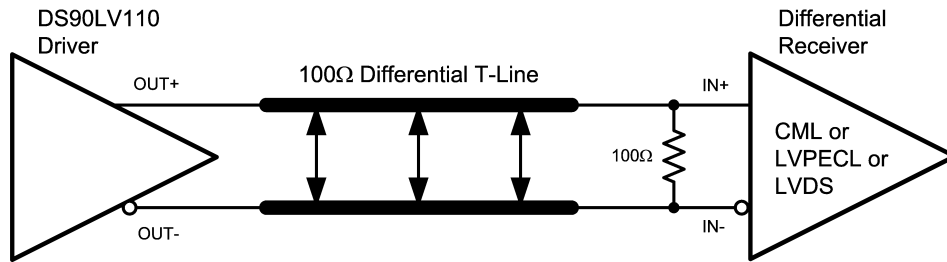 DS90LV110
Driver
Differential
Receiver
100Ω Differential T-Line
OUT+
IN+
100Ω
CML or
LVPECL or
LVDS
OUT-
IN-